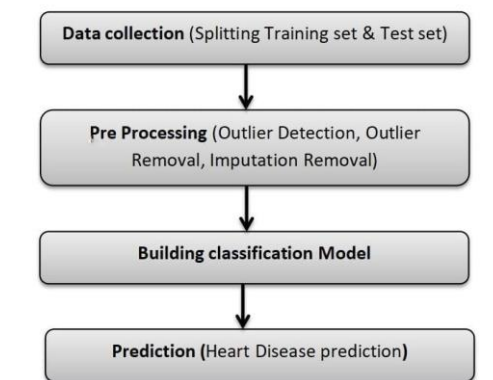 Data collection (Splitting Training set & Test set)
Pre Processing (Outlier Detection, Outlier
Removal, Imputation Removal)
Building classification Model
Prediction (Heart Disease prediction)